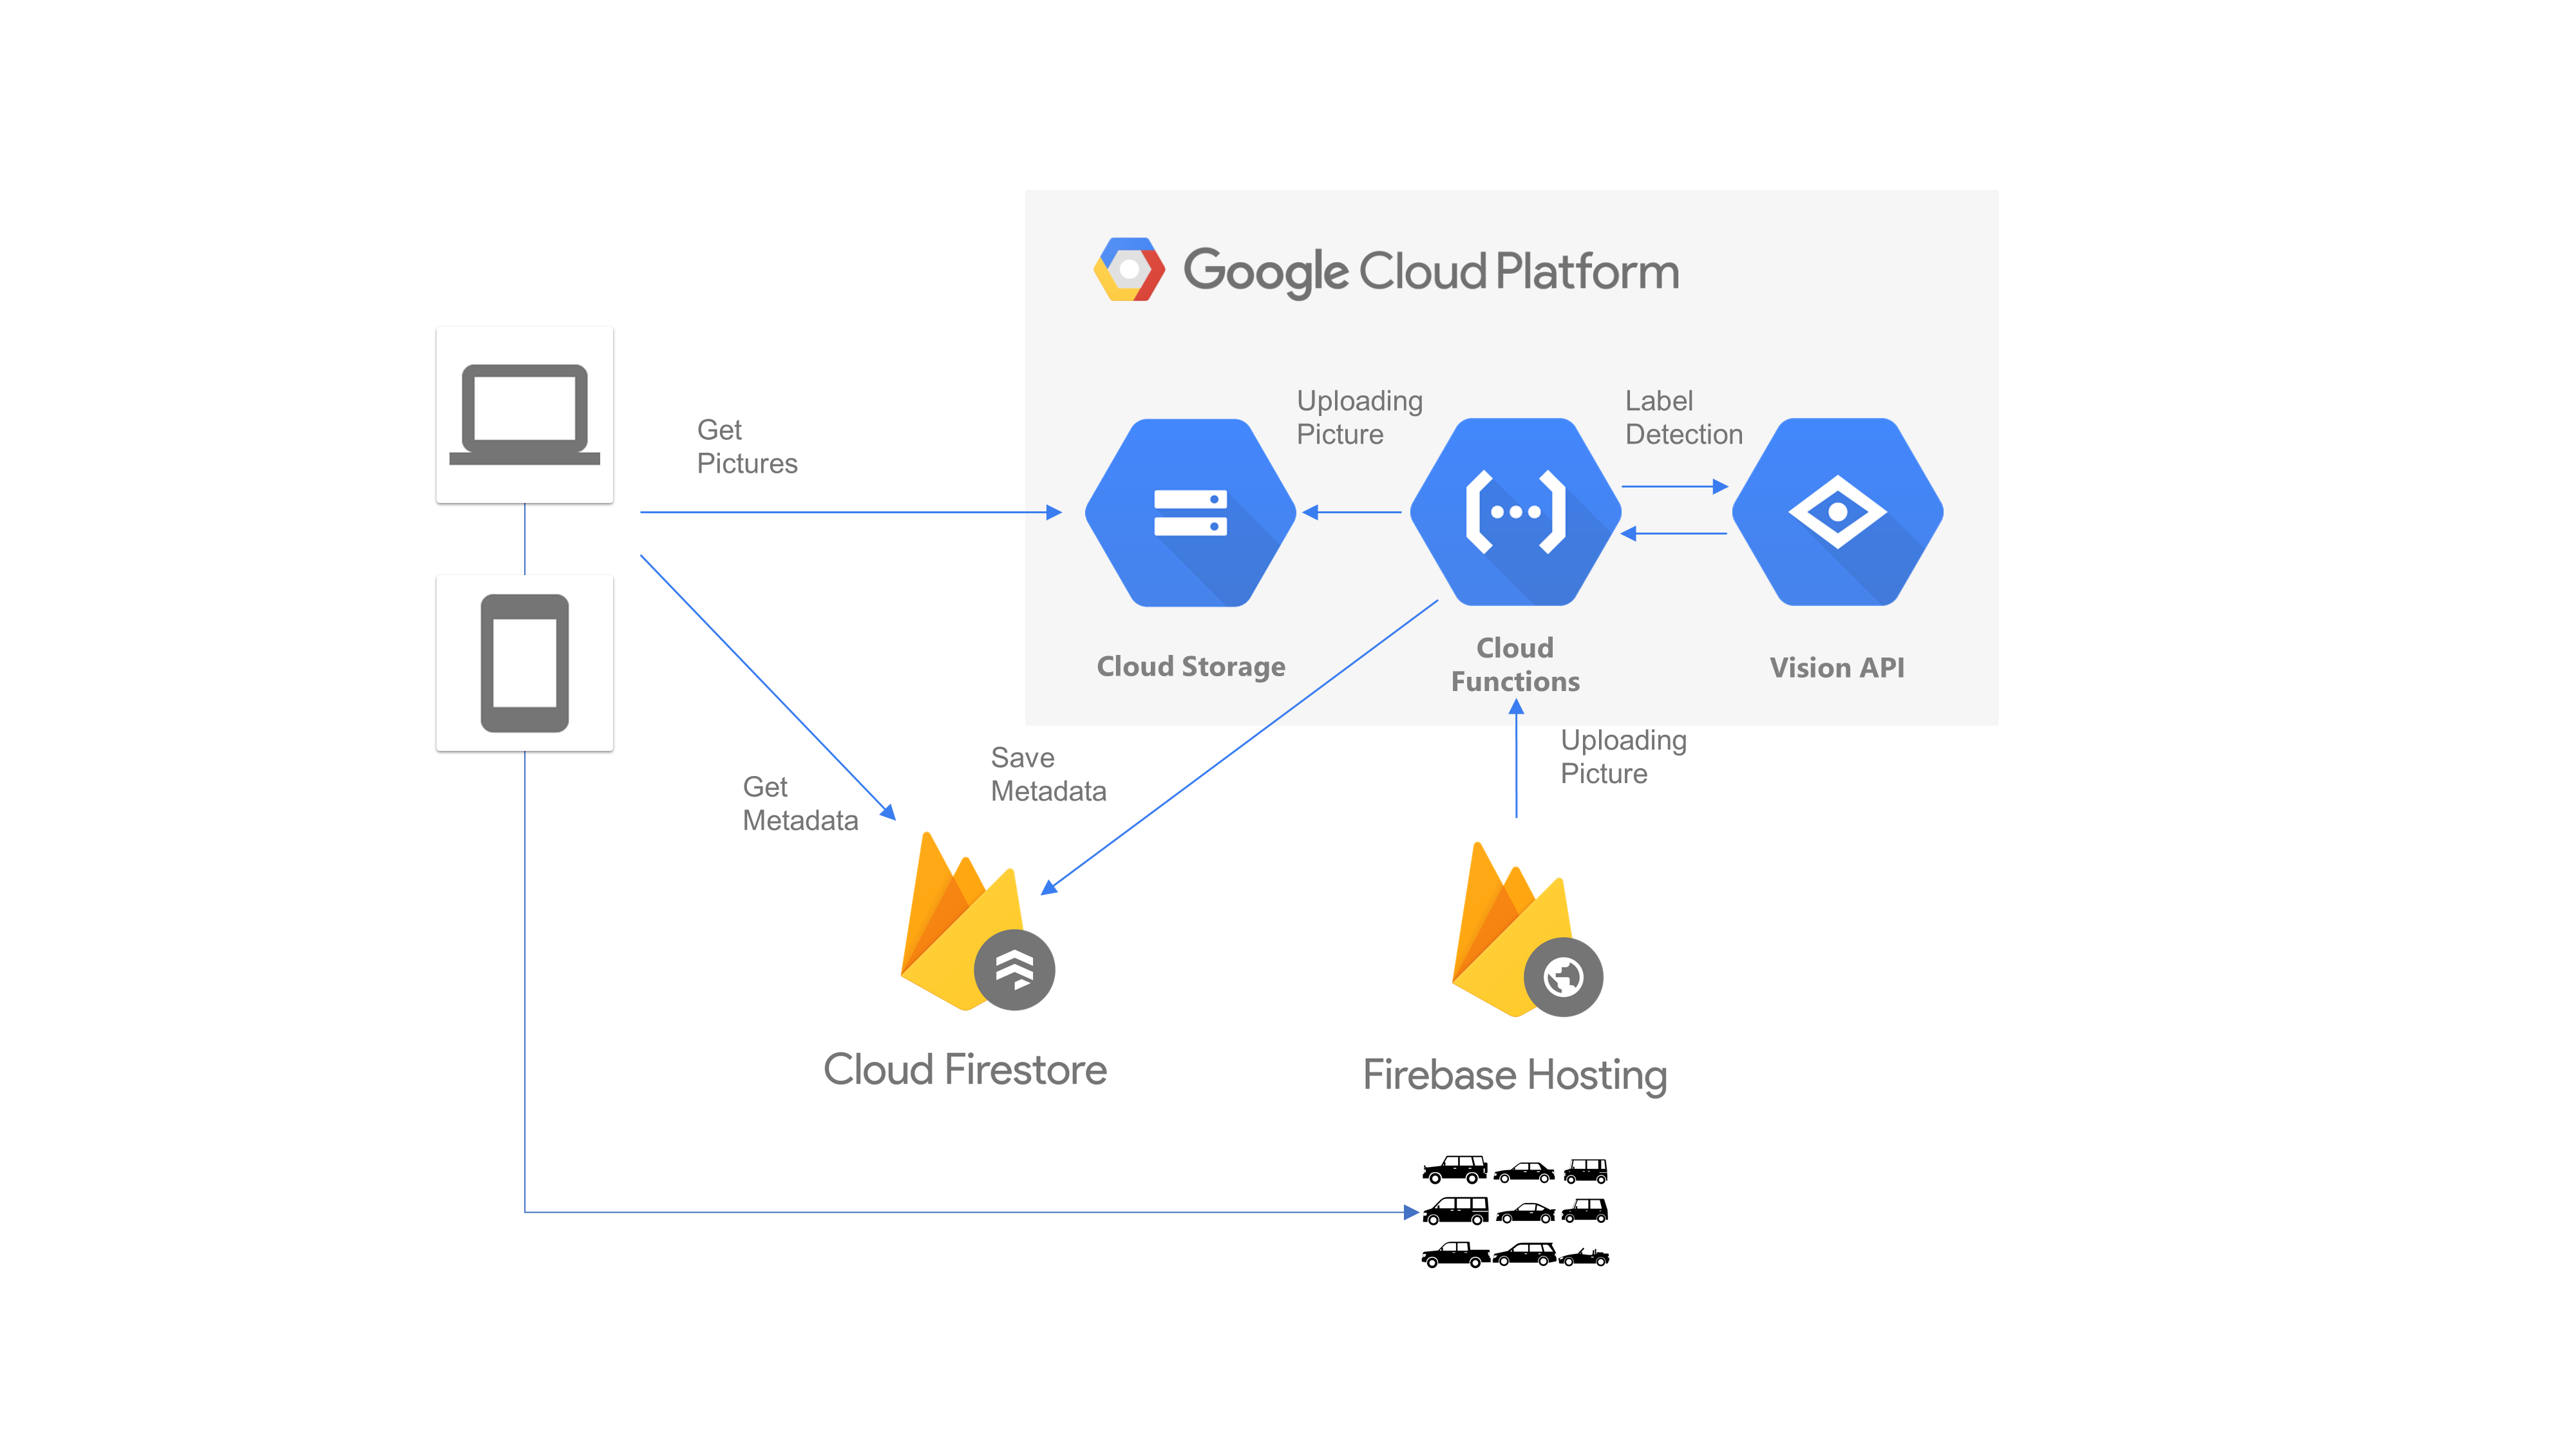 Google Cloud Platform
Get
Pictures
Uploading
Picture
Label
Detection
Cloud Storage
Cloud
Functions
Vision API
Get
Metadata
Save
Metadata
Uploading
Picture
Cloud Firestore
Firebase Hosting